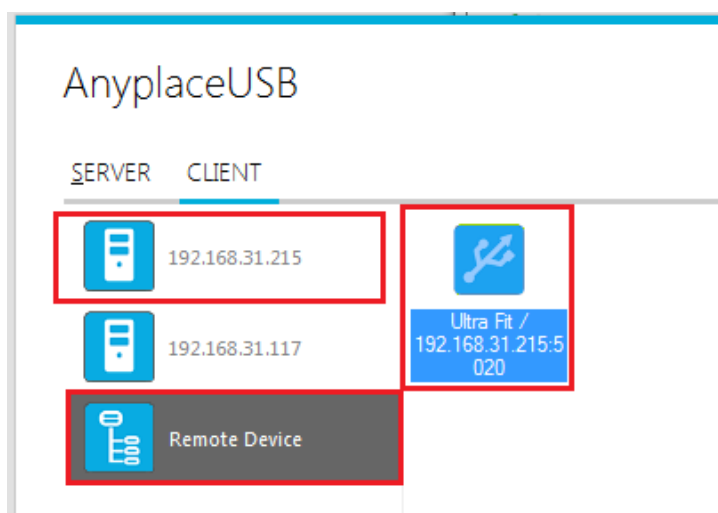 AnyplaceUSB
SERVER CLIENT
192.168.31.215
192.168.31.117
Remote Device
Ultra Fit /
192.168.31.215:5
020